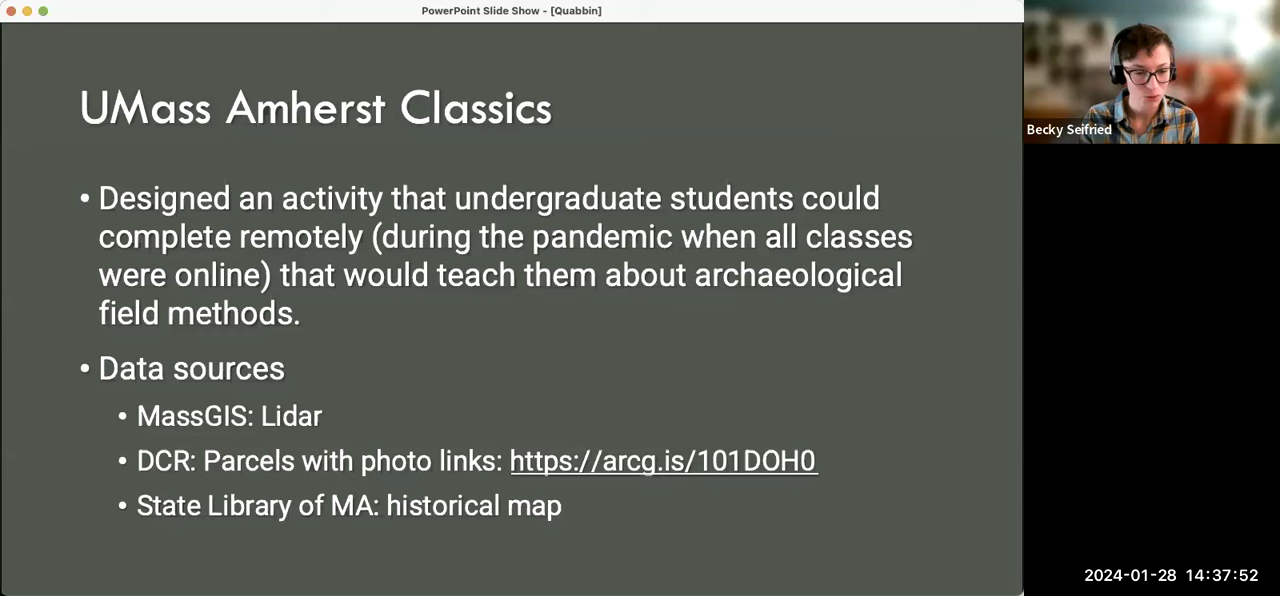 PowerPoint Slide Show - [Quabbin]
UMass Amherst Classics
• Designed an activity that undergraduate students could
complete remotely (during the pandemic when all classes
were online) that would teach them about archaeological
field methods.
• Data sources
• MassGIS: Lidar
• DCR: Parcels with photo links: https://arcg.is/101DOH0
• State Library of MA: historical map
Becky Seifried
2024-01-28 14:37:52